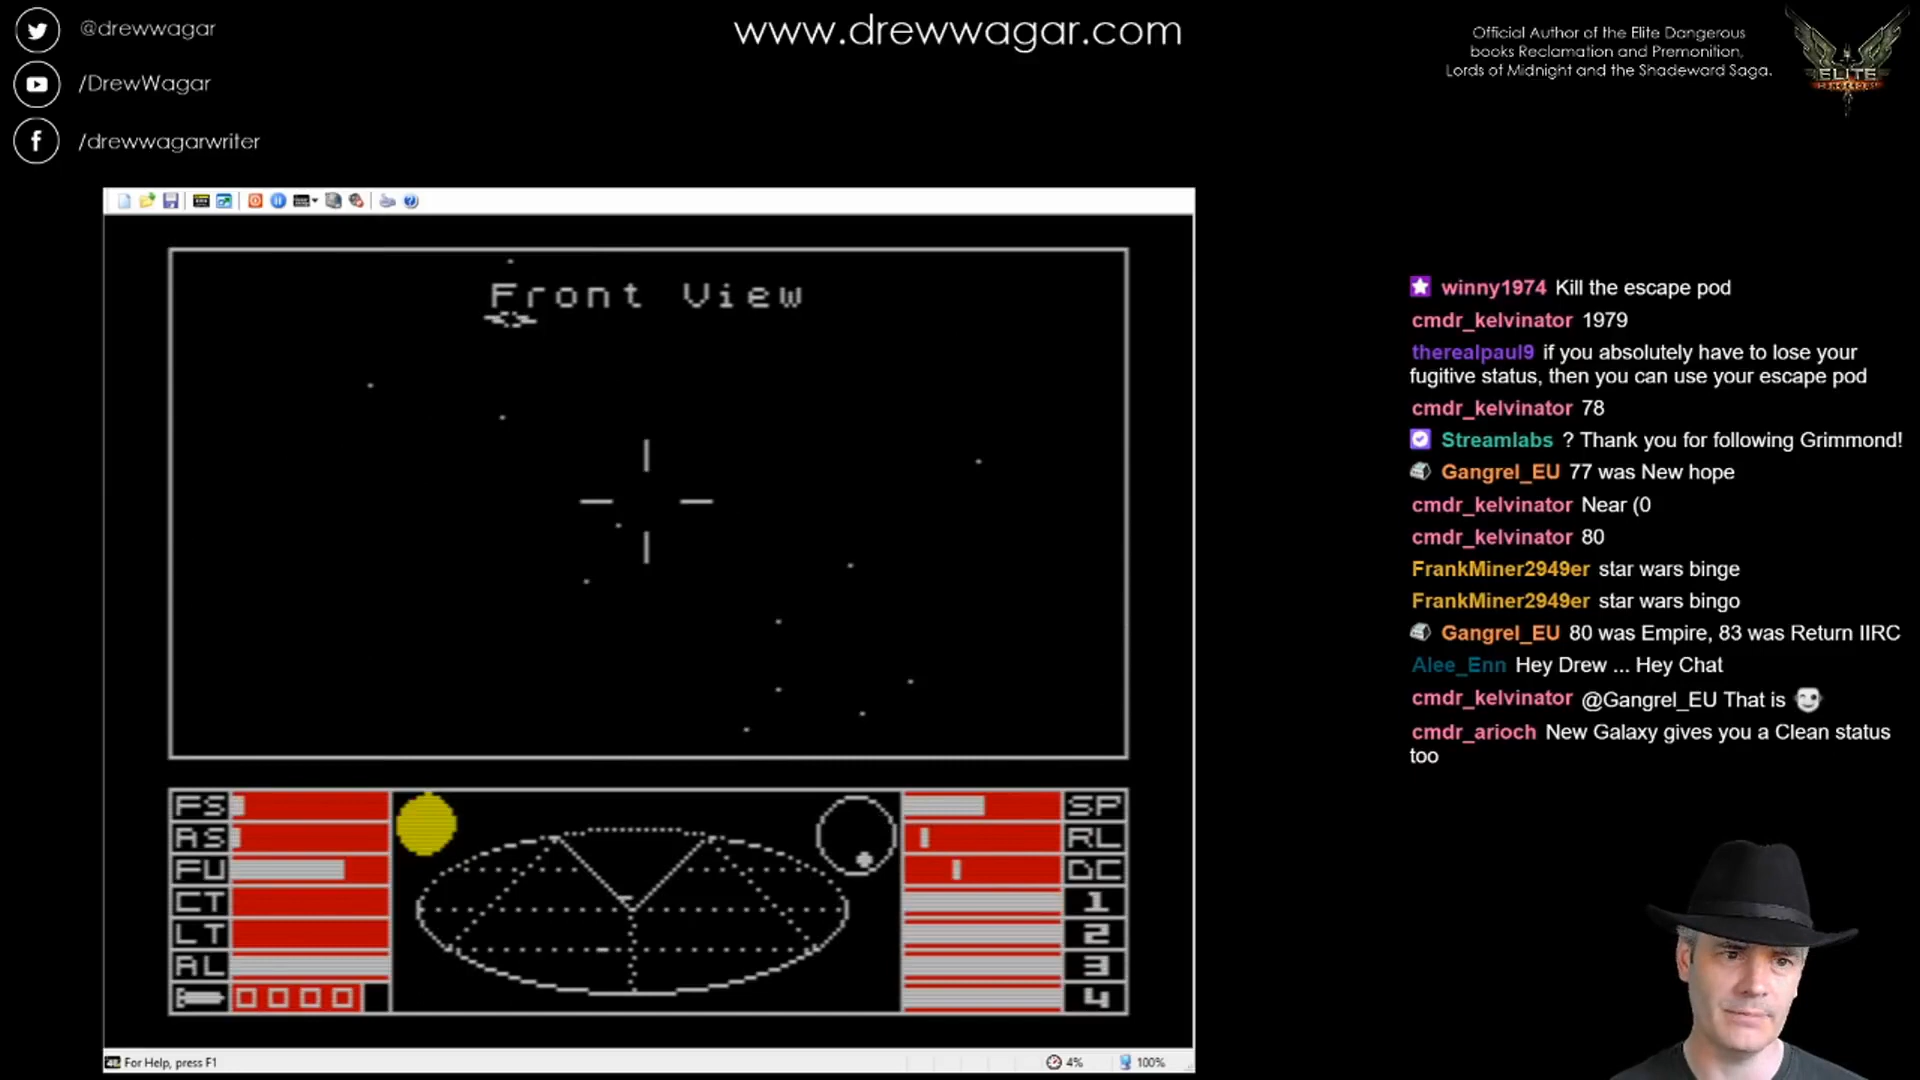 @drewwagar
/DrewWagar
/drewwagarwriter
www.drewwagar.com
Official Author of the Elite Dangerous
books Reclamation and Premonition,
Lords of Midnight and the Shadeward Saga.
ELITE
DANGEROUS
Front View
FS
AS
FU
CT
LT
AL
SP
RL
DC
1
2
3
4
For Help, press F1
4%
100%
winny1974 Kill the escape pod
cmdr_kelvinator 1979
therealpaul9 if you absolutely have to lose your
fugitive status, then you can use your escape pod
cmdr_kelvinator 78
Streamlabs ? Thank you for following Grimmond!
Gangrel_EU 77 was New hope
cmdr_kelvinator Near (0
cmdr_kelvinator 80
FrankMiner2949er star wars binge
FrankMiner2949er star wars bingo
Gangrel_EU 80 was Empire, 83 was Return IIRC
Alee_Enn Hey Drew ... Hey Chat
cmdr_kelvinator @Gangrel_EU That is
cmdr_arioch New Galaxy gives you a Clean status
too